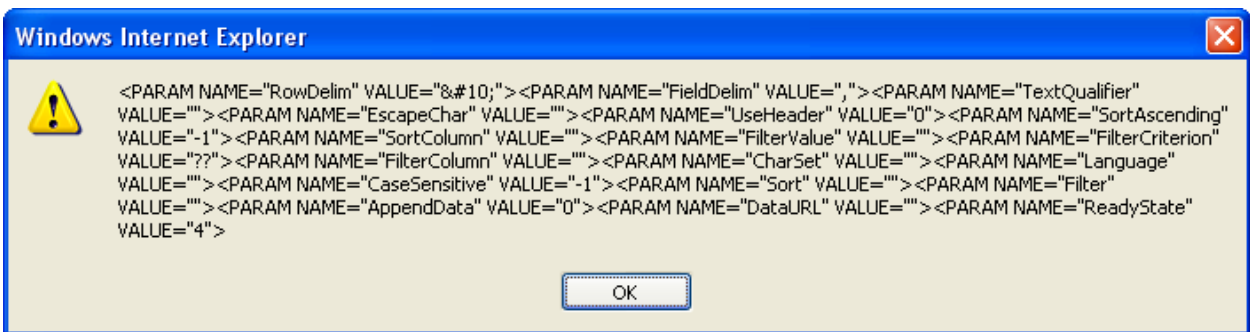 Windows Internet Explorer
<PARAM NAME="RowDelim" VALUE="&#10;"><PARAM NAME="FieldDelim" VALUE=","><PARAM NAME="TextQualifier"
VALUE=""><PARAM NAME="EscapeChar" VALUE=""><PARAM NAME="UseHeader" VALUE="0"><PARAM NAME="SortAscending"
VALUE="-1"><PARAM NAME="SortColumn" VALUE=""><PARAM NAME="FilterValue" VALUE=""><PARAM NAME="FilterCriterion"
VALUE="??"><PARAM NAME="FilterColumn" VALUE=""><PARAM NAME="CharSet" VALUE=""><PARAM NAME="Language"
VALUE=""><PARAM NAME="CaseSensitive" VALUE="-1"><PARAM NAME="Sort" VALUE=""><PARAM NAME="Filter"
VALUE=""><PARAM NAME="AppendData" VALUE="0"><PARAM NAME="DataURL" VALUE=""><PARAM NAME="ReadyState"
VALUE="4">
OK